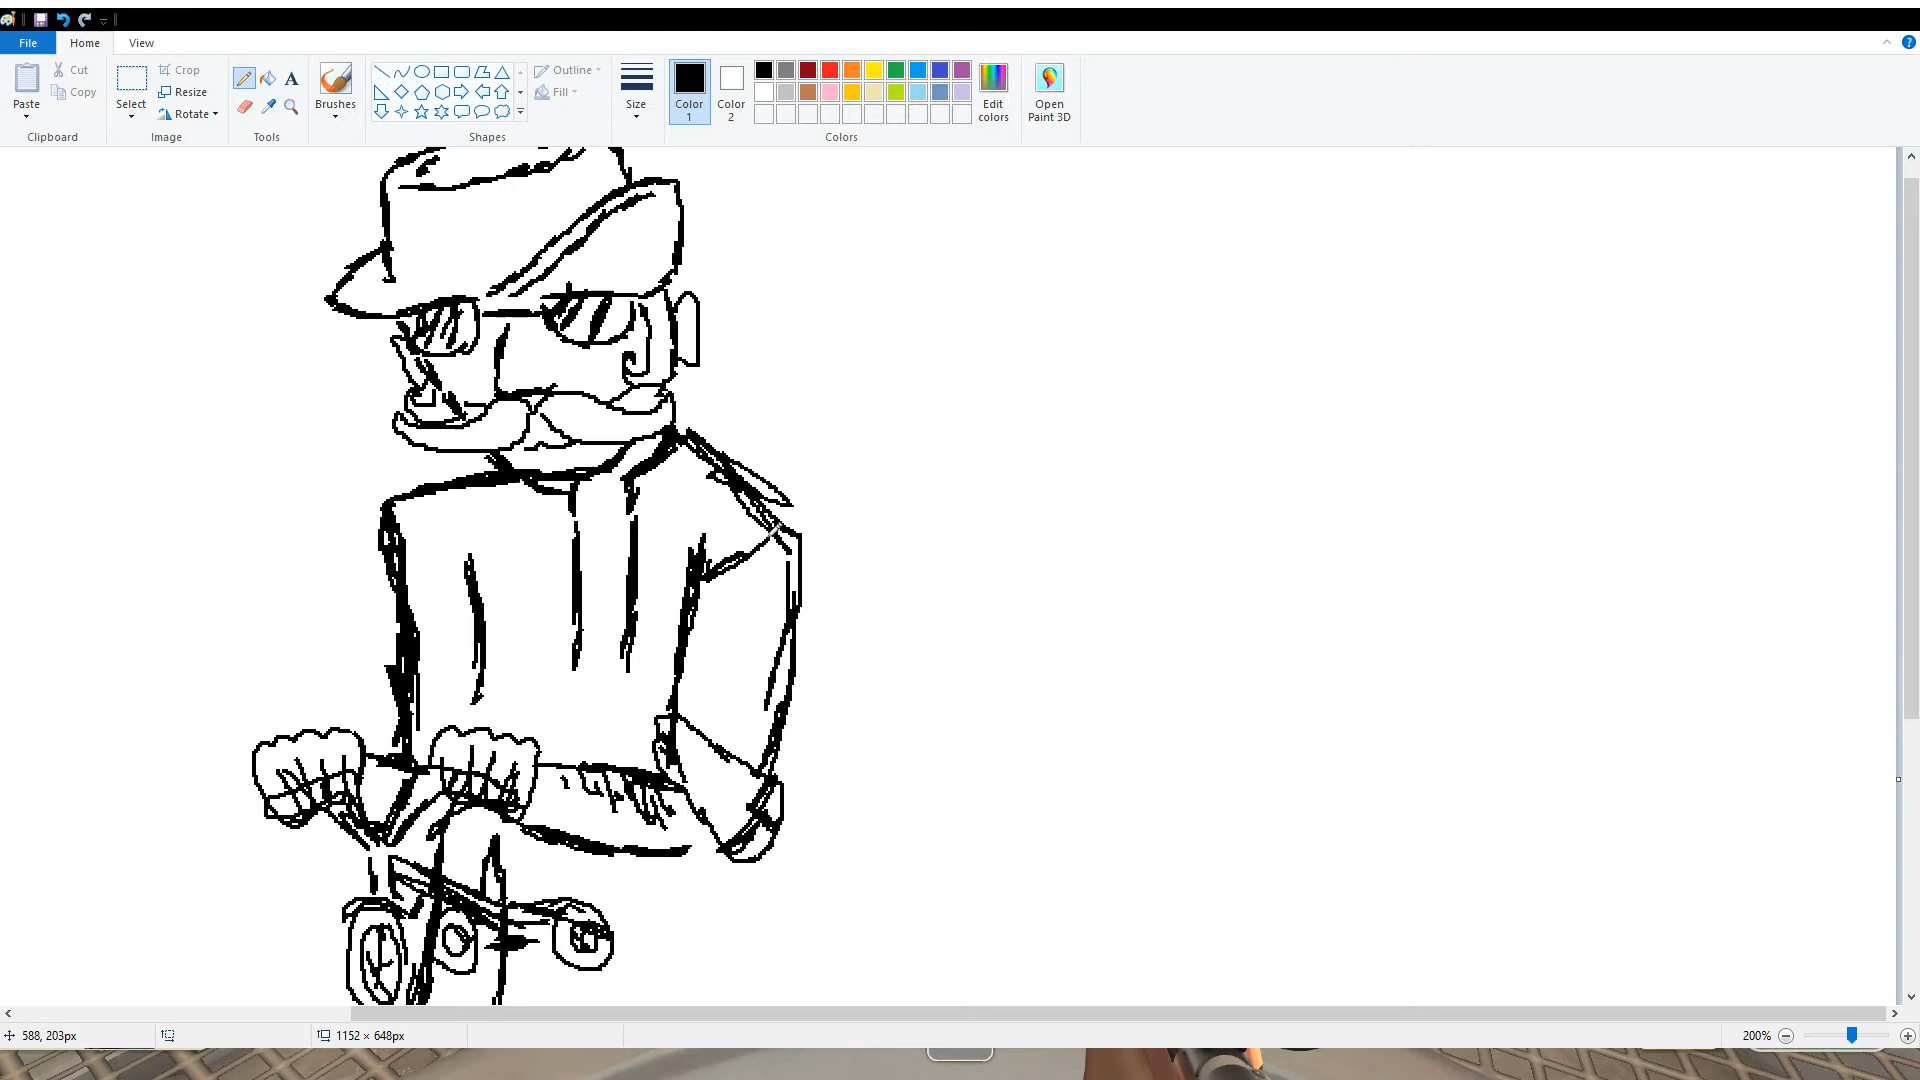 File Home View
Paste
Cut
Copy
Clipboard
Select
Crop
Resize
Rotate
Image
A
Tools
Brushes
Outline
Fill
Shapes
Size
Color 1
Color 2
Edit colors
Colors
Open Paint 3D
588, 203px
1152 × 648px
200%